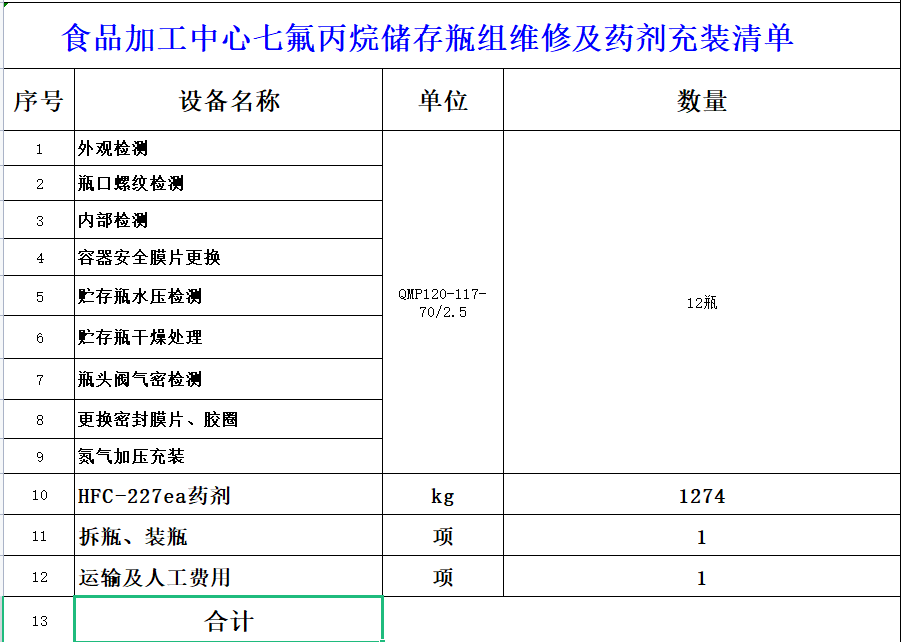 食品加工中心七氟丙烷储存瓶组维修及药剂充装清单
序号 设备名称 单位 数量
1 外观检测
2 瓶口螺纹检测
3 内部检测
4 容器安全膜片更换
5 贮存瓶水压检测
6 贮存瓶干燥处理
7 瓶头阀气密检测
8 更换密封膜片、胶圈
9 氮气加压充装
QMP120-117-
70/2.5
12瓶
10 HFC-227ea药剂 kg 1274
11 拆瓶、装瓶 项 1
12 运输及人工费用 项 1
13 合计